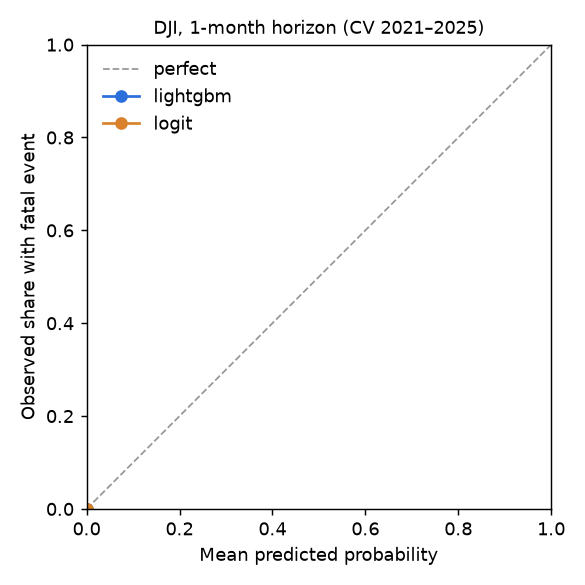 DJI, 1-month horizon (CV 2021–2025)
perfect
lightgbm
logit
Observed share with fatal event
1.0
0.8
0.6
0.4
0.2
0.0
0.0 0.2 0.4 0.6 0.8 1.0
Mean predicted probability